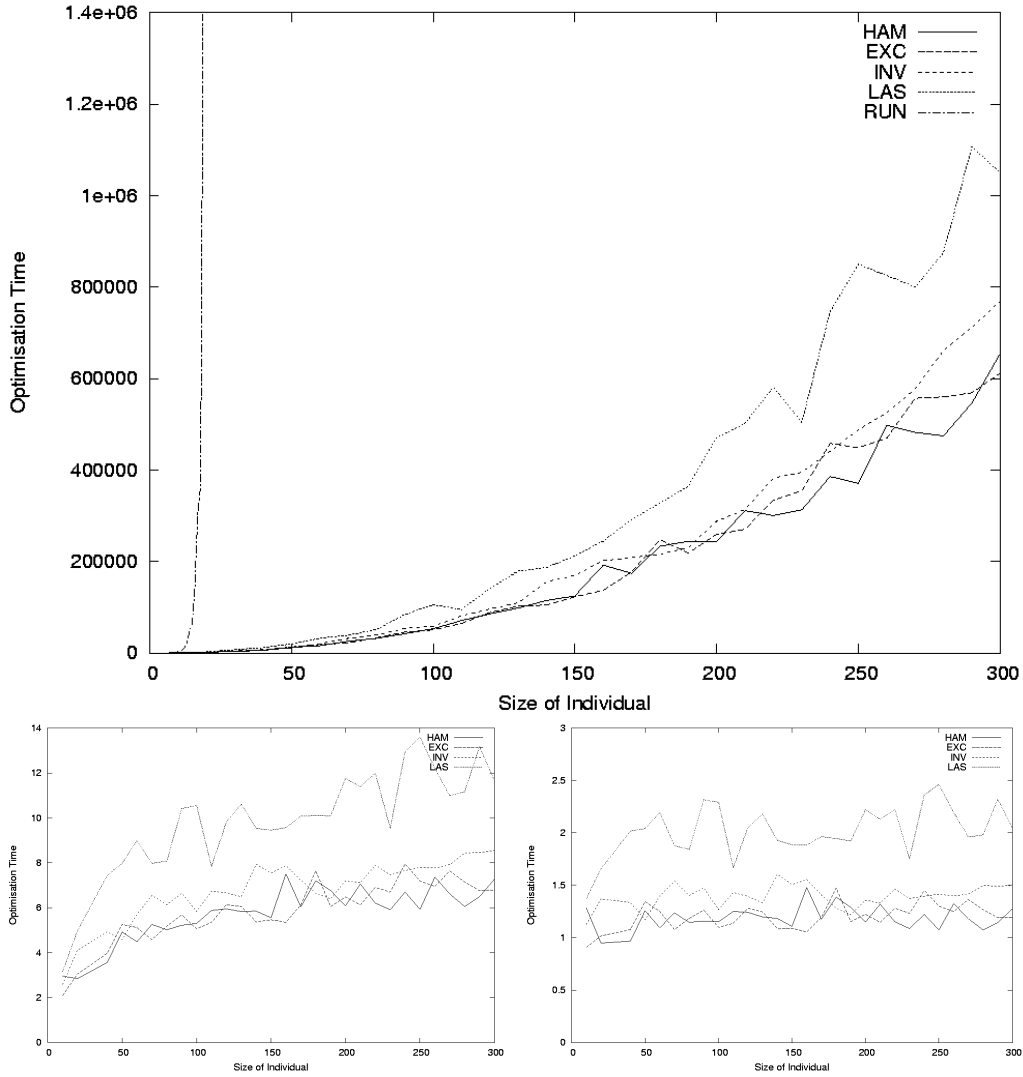 1.4e+06
1.2e+06
1e+06
800000
600000
400000
200000
0
Optimisation Time
HAM
EXC
INV
LAS
RUN
0 50 100 150 200 250 300
Size of Individual
14
12
10
8
6
4
2
0
Optimisation Time
HAM
EXC
INV
LAS
0 50 100 150 200 250 300
Size of Individual
3
2.5
2
1.5
1
0.5
0
Optimisation Time
HAM
EXC
INV
LAS
0 50 100 150 200 250 300
Size of Individual